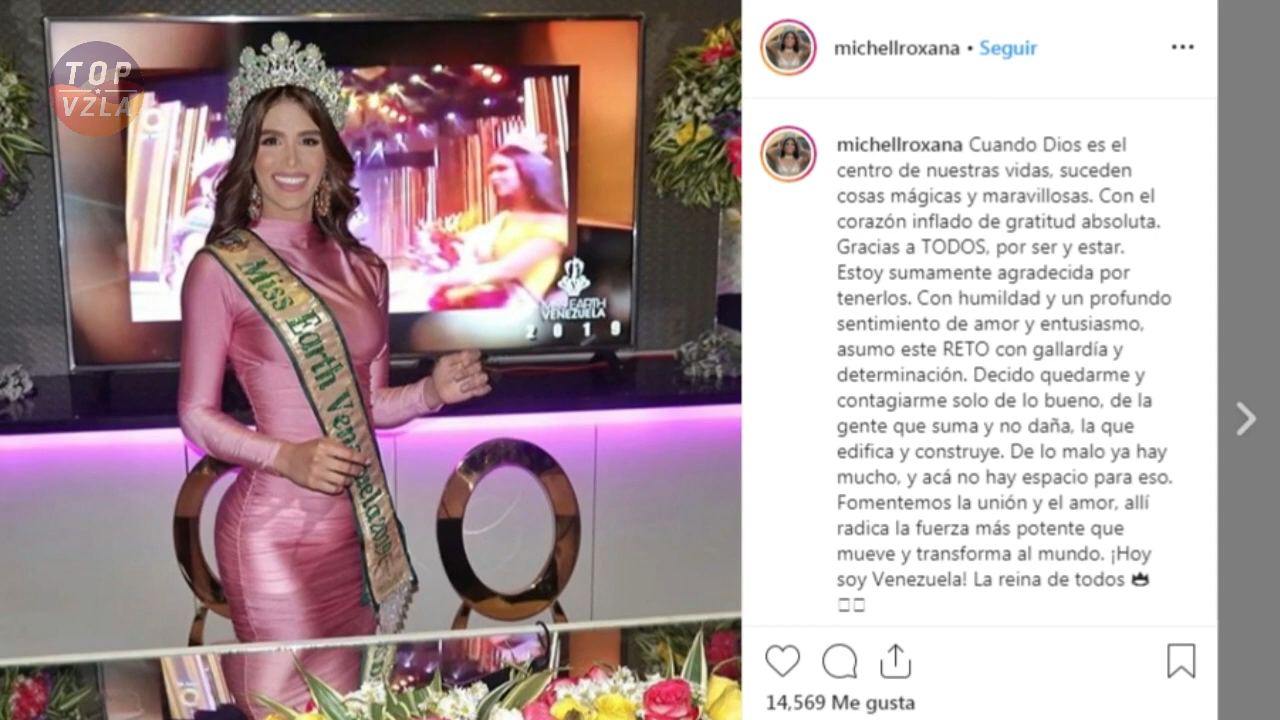 TOP
VZLA
Miss Earth Venezuela 2019
MISS EARTH
VENEZUELA
2019
michellroxana • Seguir
michellroxana Cuando Dios es el
centro de nuestras vidas, suceden
cosas mágicas y maravillosas. Con el
corazón inflado de gratitud absoluta.
Gracias a TODOS, por ser y estar.
Estoy sumamente agradecida por
tenerlos. Con humildad y un profundo
sentimiento de amor y entusiasmo,
asumo este RETO con gallardía y
determinación. Decido quedarme y
contagiarme solo de lo bueno, de la
gente que suma y no daña, la que
edifica y construye. De lo malo ya hay
mucho, y acá no hay espacio para eso.
Fomentemos la unión y el amor, allí
radica la fuerza más potente que
mueve y transforma al mundo. ¡Hoy
soy Venezuela! La reina de todos
14,569 Me gusta